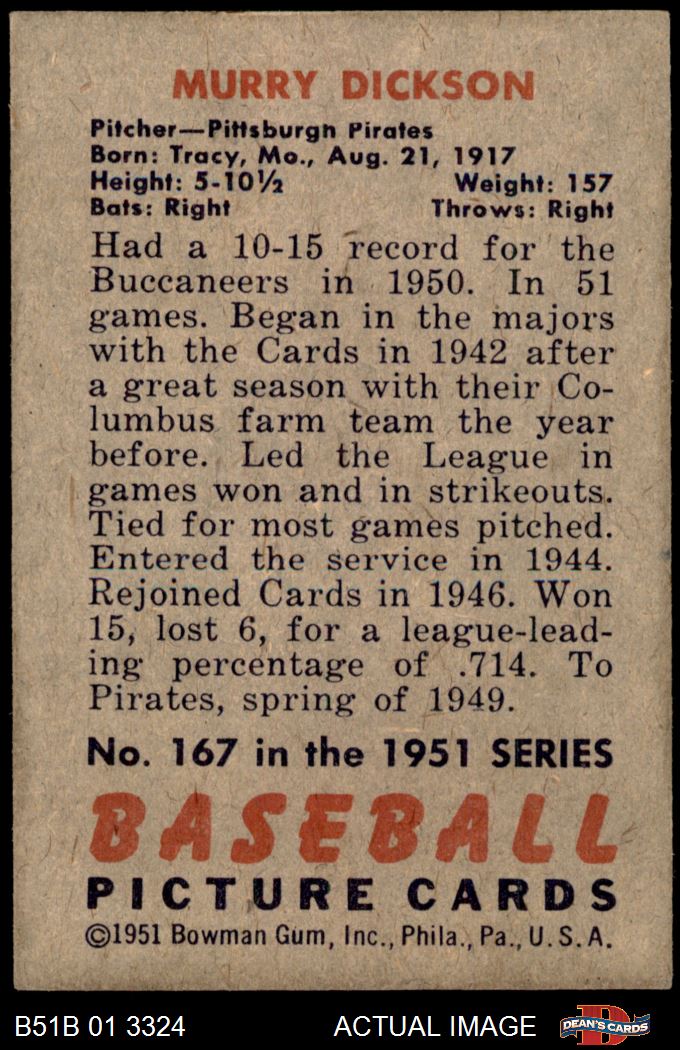 MURRY DICKSON
Pitcher—Pittsburgh Pirates
Born: Tracy, Mo., Aug. 21, 1917
Height: 5-10½ Weight: 157
Bats: Right Throws: Right
Had a 10-15 record for the
Buccaneers in 1950. In 51
games. Began in the majors
with the Cards in 1942 after
a great season with their Co-
lumbus farm team the year
before. Led the League in
games won and in strikeouts.
Tied for most games pitched.
Entered the service in 1944.
Rejoined Cards in 1946. Won
15, lost 6, for a league-lead-
ing percentage of .714. To
Pirates, spring of 1949.
No. 167 in the 1951 SERIES
BASEBALL
PICTURE CARDS
©1951 Bowman Gum, Inc., Phila., Pa., U.S.A.
B51B 01 3324 ACTUAL IMAGE D DEAN'S CARDS